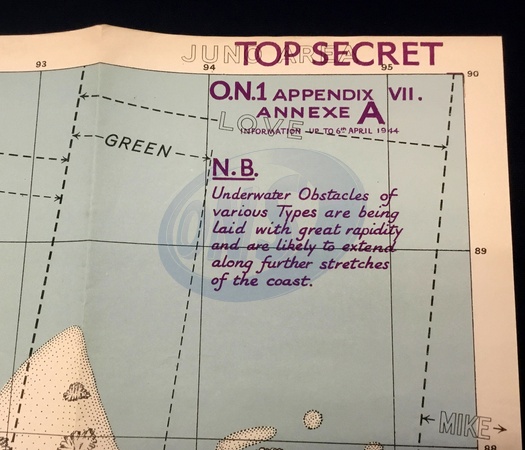 JUNO AREA
TOP SECRET
93
94
95
90
O.N.1 APPENDIX VII.
ANNEXE A
LOVE
INFORMATION UP TO 6TH APRIL 1944
GREEN
N.B.
Underwater Obstacles of
various Types are being
laid with great rapidity
and are likely to extend
along further stretches
of the coast.
89
MIKE
88